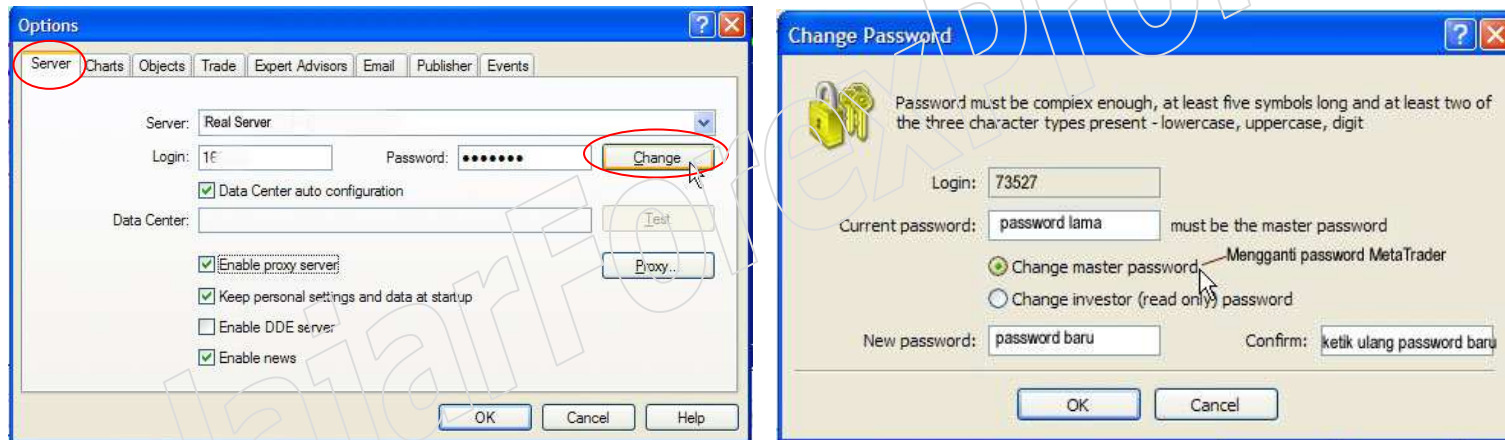 Options
Server Charts Objects Trade Expert Advisors Email Publisher Events
Server: Real Server
Login: 16 Password: ●●●●●●● Change
Data Center auto configuration
Data Center: Test
Enable proxy server Proxy...
Keep personal settings and data at startup
Enable DDE server
Enable news
OK Cancel Help
Change Password
Password must be complex enough, at least five symbols long and at least two of
the three character types present - lowercase, uppercase, digit
Login: 73527
Current password: password lama must be the master password
Change master password Mengganti password MetaTrader
Change investor (read only) password
New password: password baru Confirm: ketik ulang password baru
OK Cancel